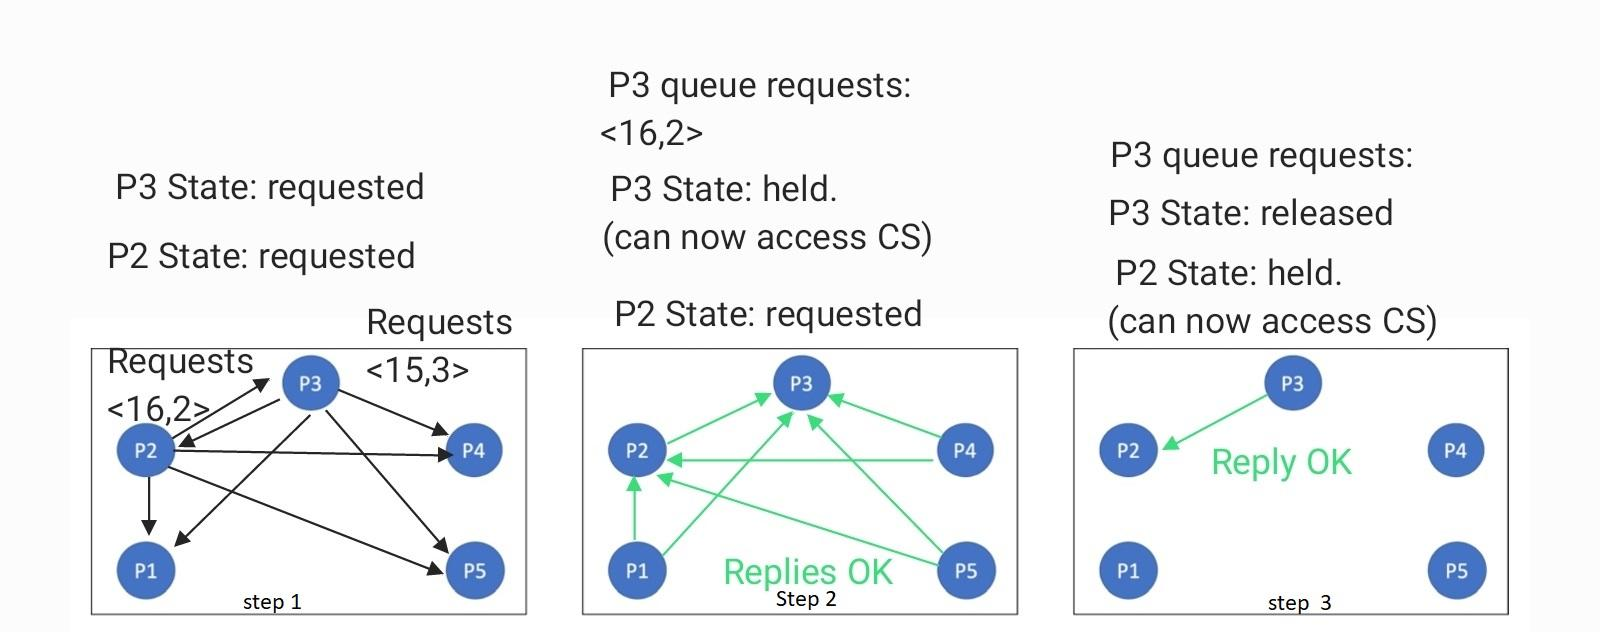 P3 State: requested
P2 State: requested
Requests
<15,3>
Requests
<16,2>
P3
P2
P4
P1
P5
step 1
P3 queue requests:
<16,2>
P3 State: held.
(can now access CS)
P2 State: requested
P3
P2
P4
P1
Replies OK
P5
Step 2
P3 queue requests:
P3 State: released
P2 State: held.
(can now access CS)
P3
P2
Reply OK
P4
P1
P5
step 3